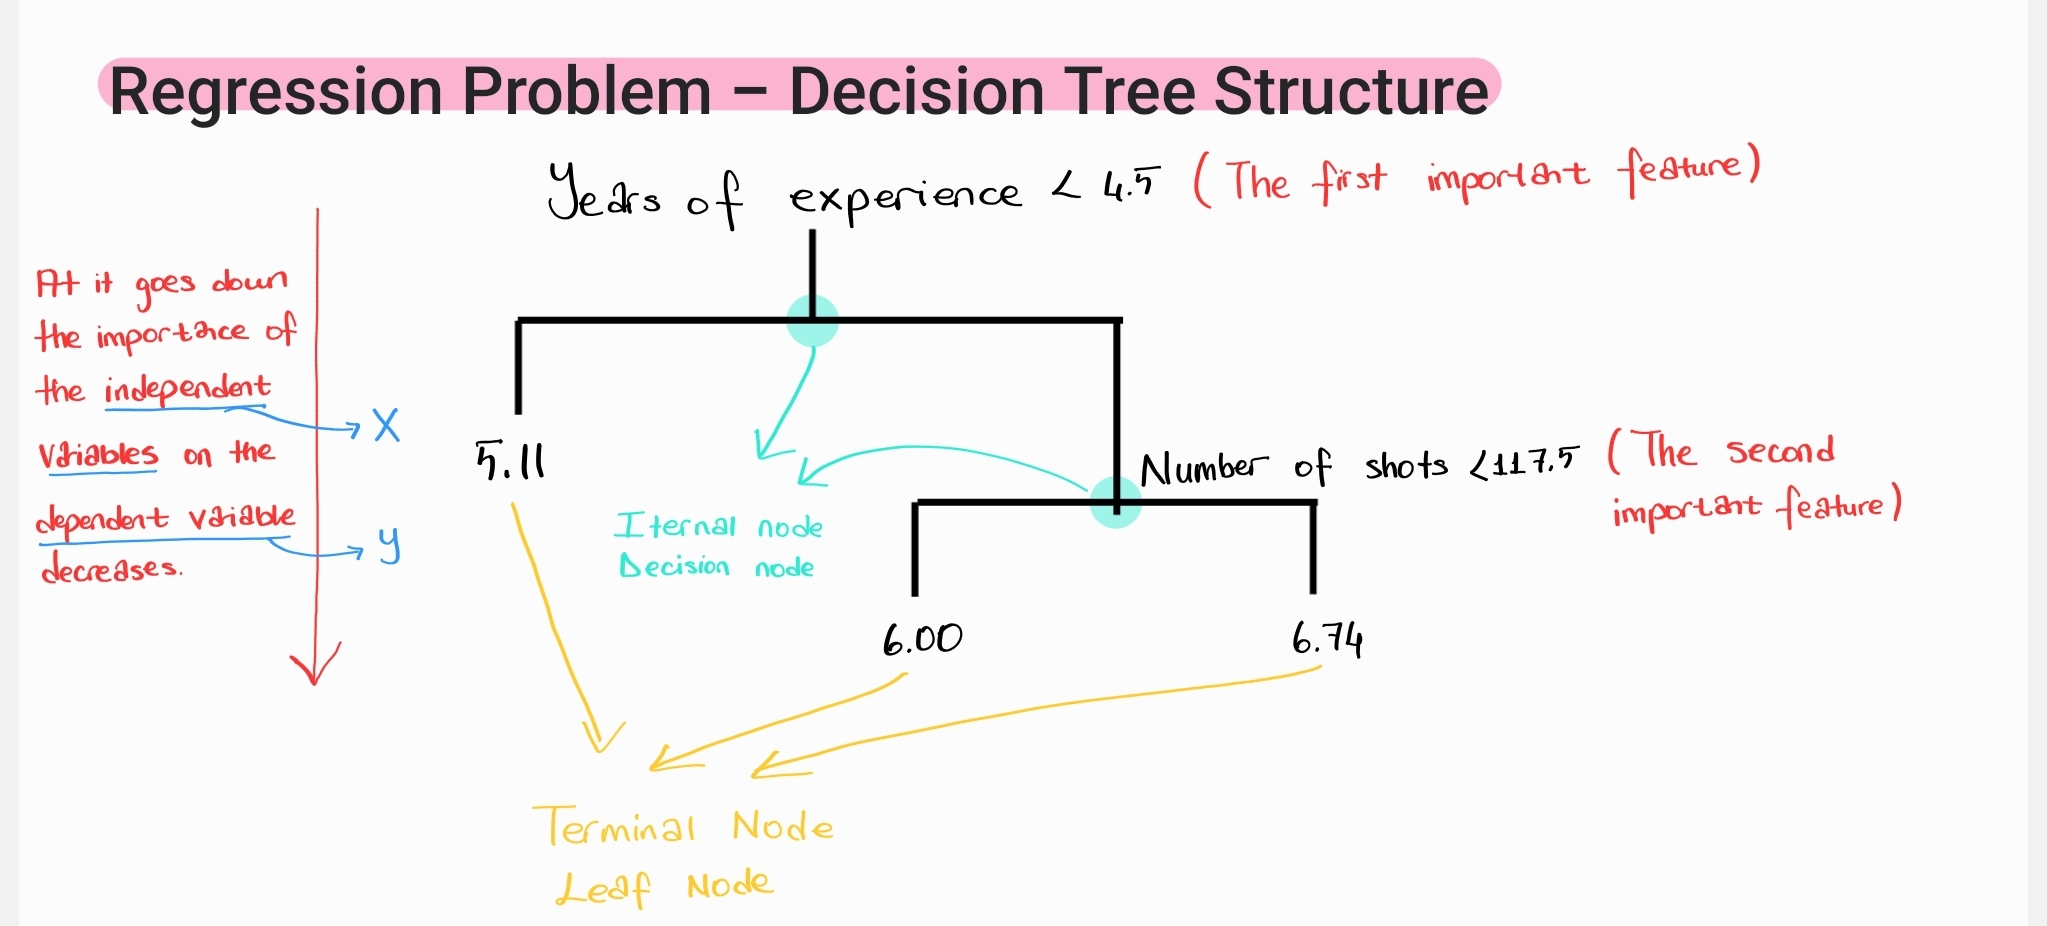 Regression Problem – Decision Tree Structure
Years of experience < 4.5 (The first important feature)
At it goes down
the importance of
the independent
variables on the
dependent variable
decreases.
X
y
5.11
Number of shots <117.5 (The second
important feature)
Iternal node
Decision node
6.00
6.74
Terminal Node
Leaf Node